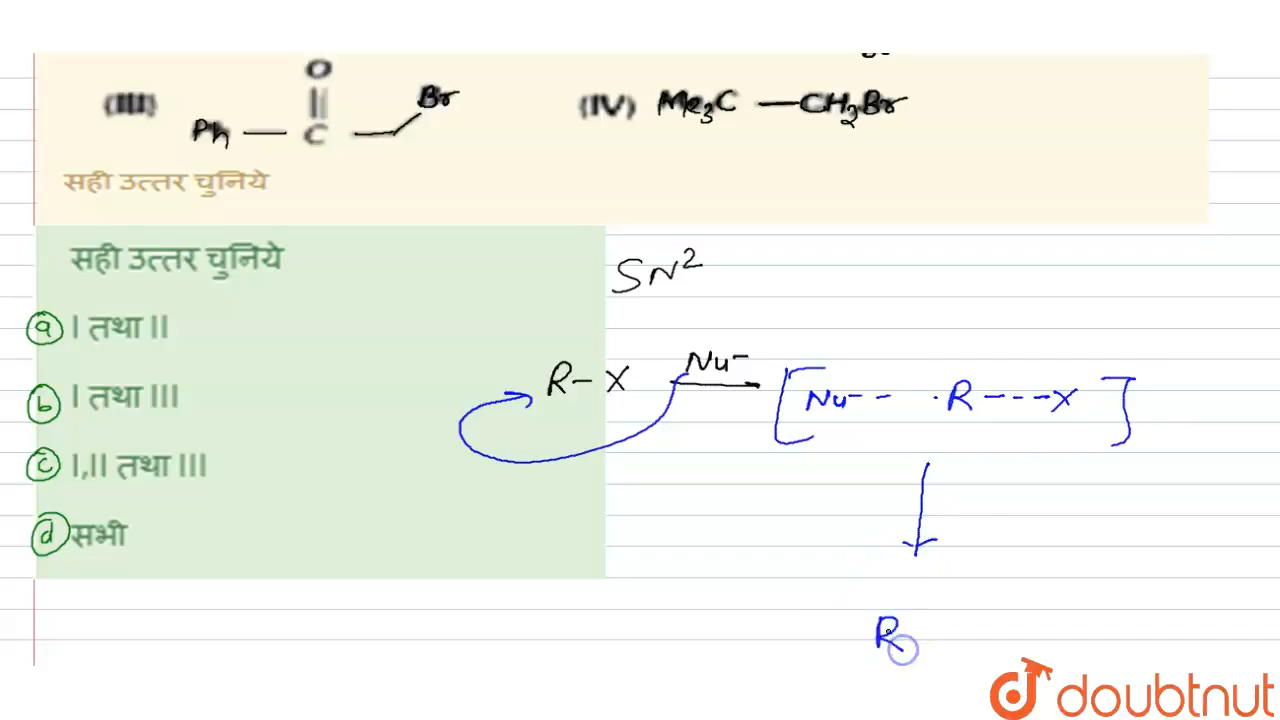 O
(III) Ph — C — Br
(IV) Me3C — CH2Br
सही उत्तर चुनिये
सही उत्तर चुनिये
(a) I तथा II
(b) I तथा III
(c) I,II तथा III
(d) सभी
SN2
R-X Nu- [Nu-- -R---X]
R
doubtnut